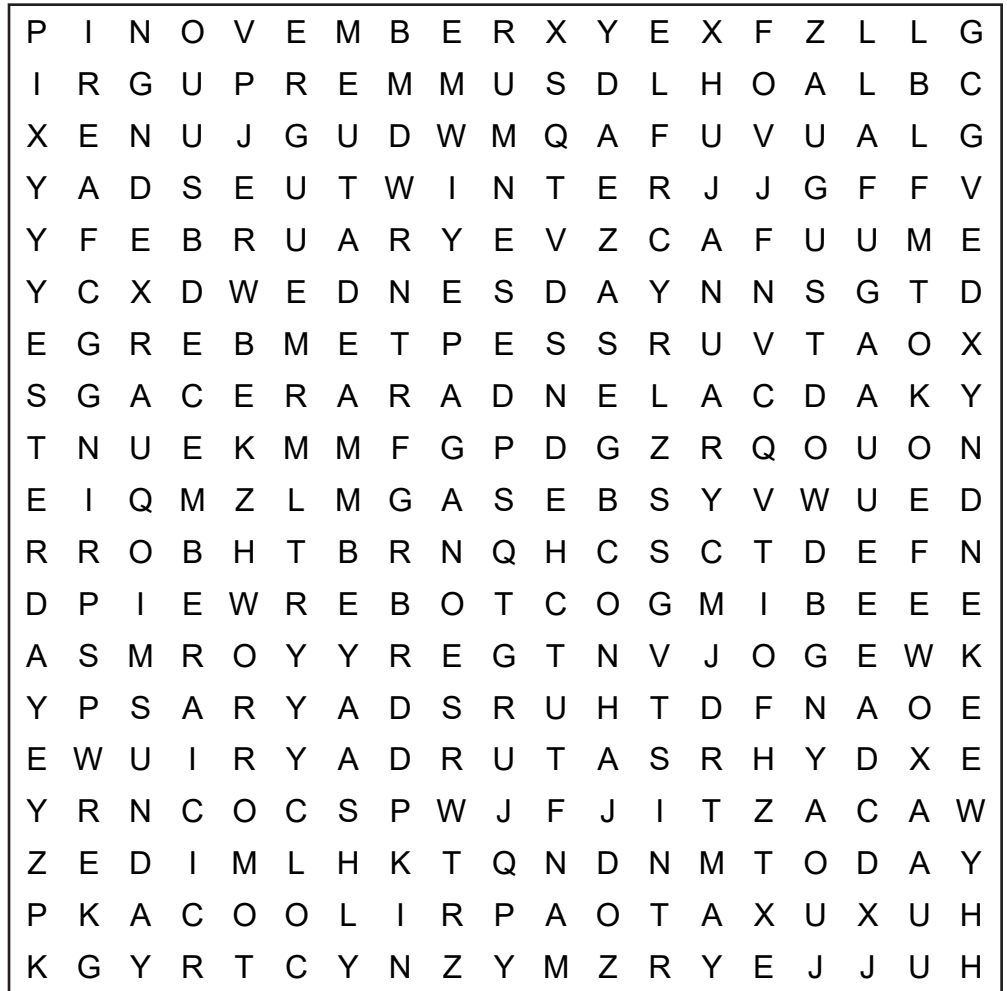 P I N O V E M B E R X Y E X F Z L L G
I R G U P R E M M U S D L H O A L B C
X E N U J G U D W M Q A F U V U A L G
Y A D S E U T W I N T E R J J G F F V
Y F E B R U A R Y E V Z C A F U U M E
Y C X D W E D N E S D A Y N N S G T D
E G R E B M E T P E S S R U V T A O X
S G A C E R A R A D N E L A C D A K Y
T N U E K M M F G P D G Z R Q O U O N
E I Q M Z L M G A S E B S Y V W U E D
R R O B H T B R N Q H C S C T D E F N
D P I E W R E B O T C O G M I B E E E
A S M R O Y Y R E G T N V J O G E W K
Y P S A R Y A D S R U H T D F N A O E
E W U I R Y A D R U T A S R H Y D X E
Y R N C O C S P W J F J I T Z A C A W
Z E D I M L H K T Q N D N M T O D A Y
P K A C O O L I R P A O T A X U X U H
K G Y R T C Y N Z Y M Z R Y E J J U H